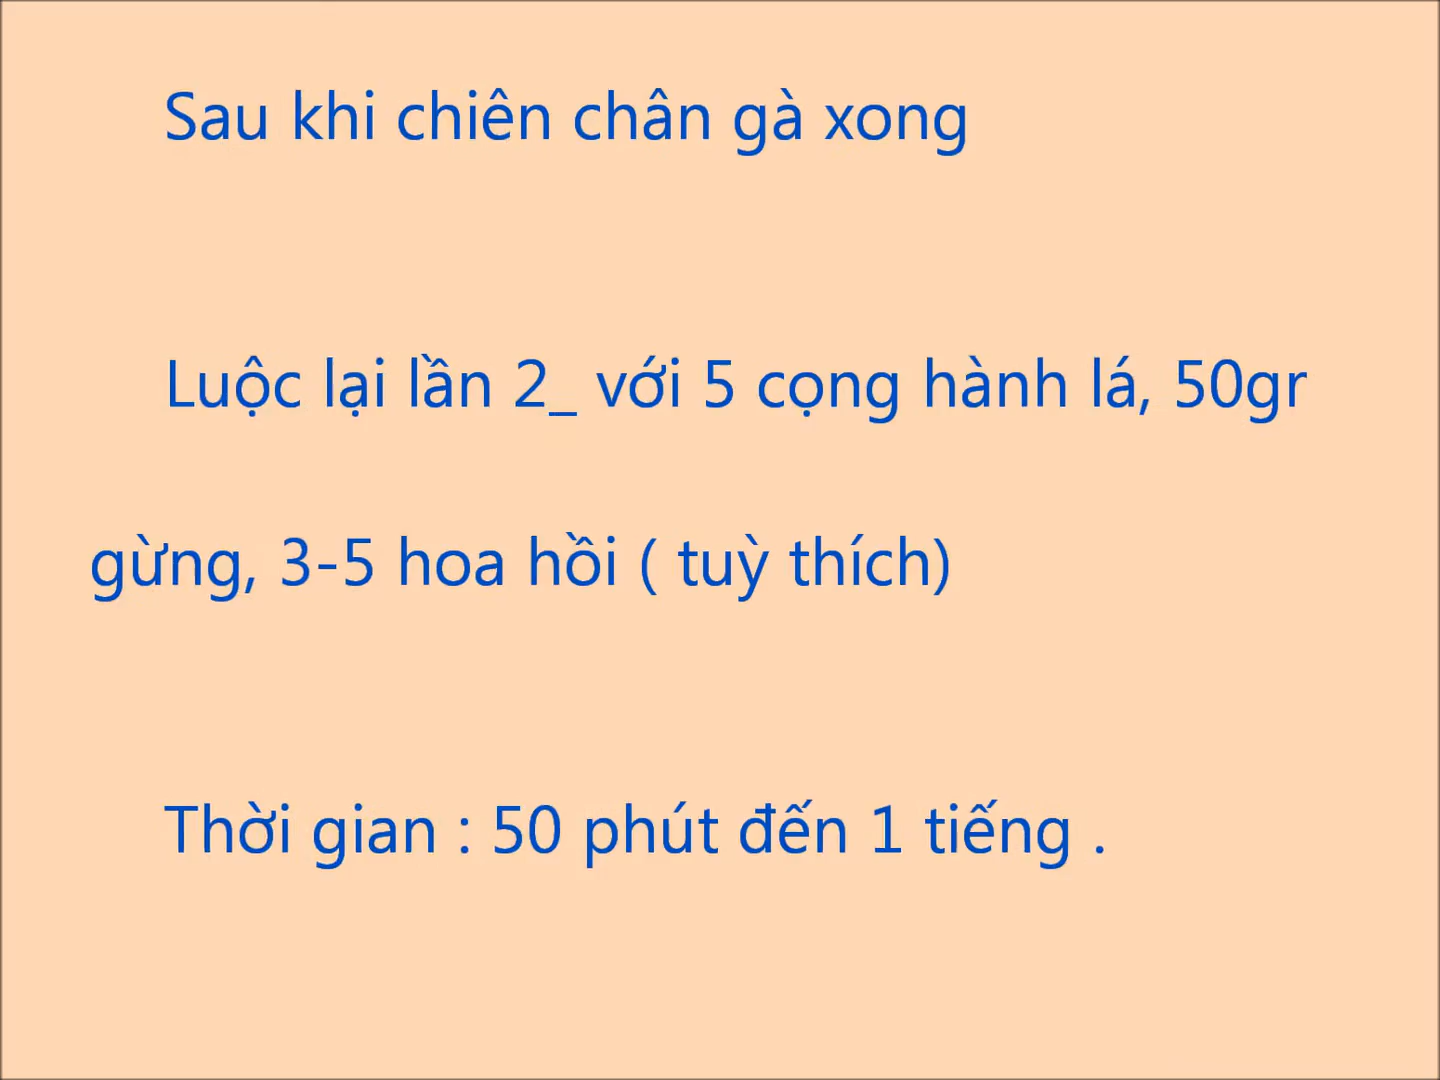 Sau khi chiên chân gà xong
Luộc lại lần 2_ với 5 cọng hành lá, 50gr
gừng, 3-5 hoa hồi ( tuỳ thích)
Thời gian : 50 phút đến 1 tiếng .